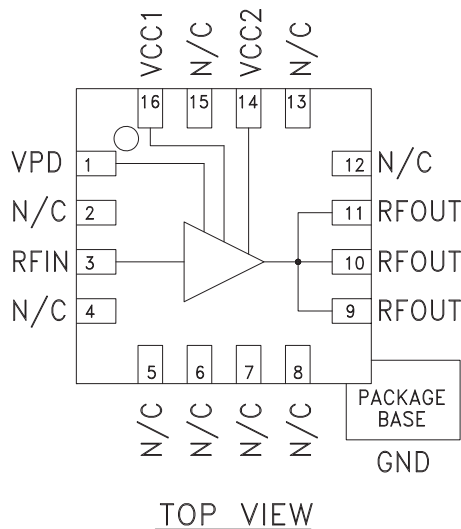 VCC1
N/C
VCC2
N/C
16
15
14
13
VPD
1
12
N/C
N/C
2
11
RFOUT
RFIN
3
10
RFOUT
N/C
4
9
RFOUT
5
6
7
8
N/C
N/C
N/C
N/C
PACKAGE
BASE
GND
TOP VIEW